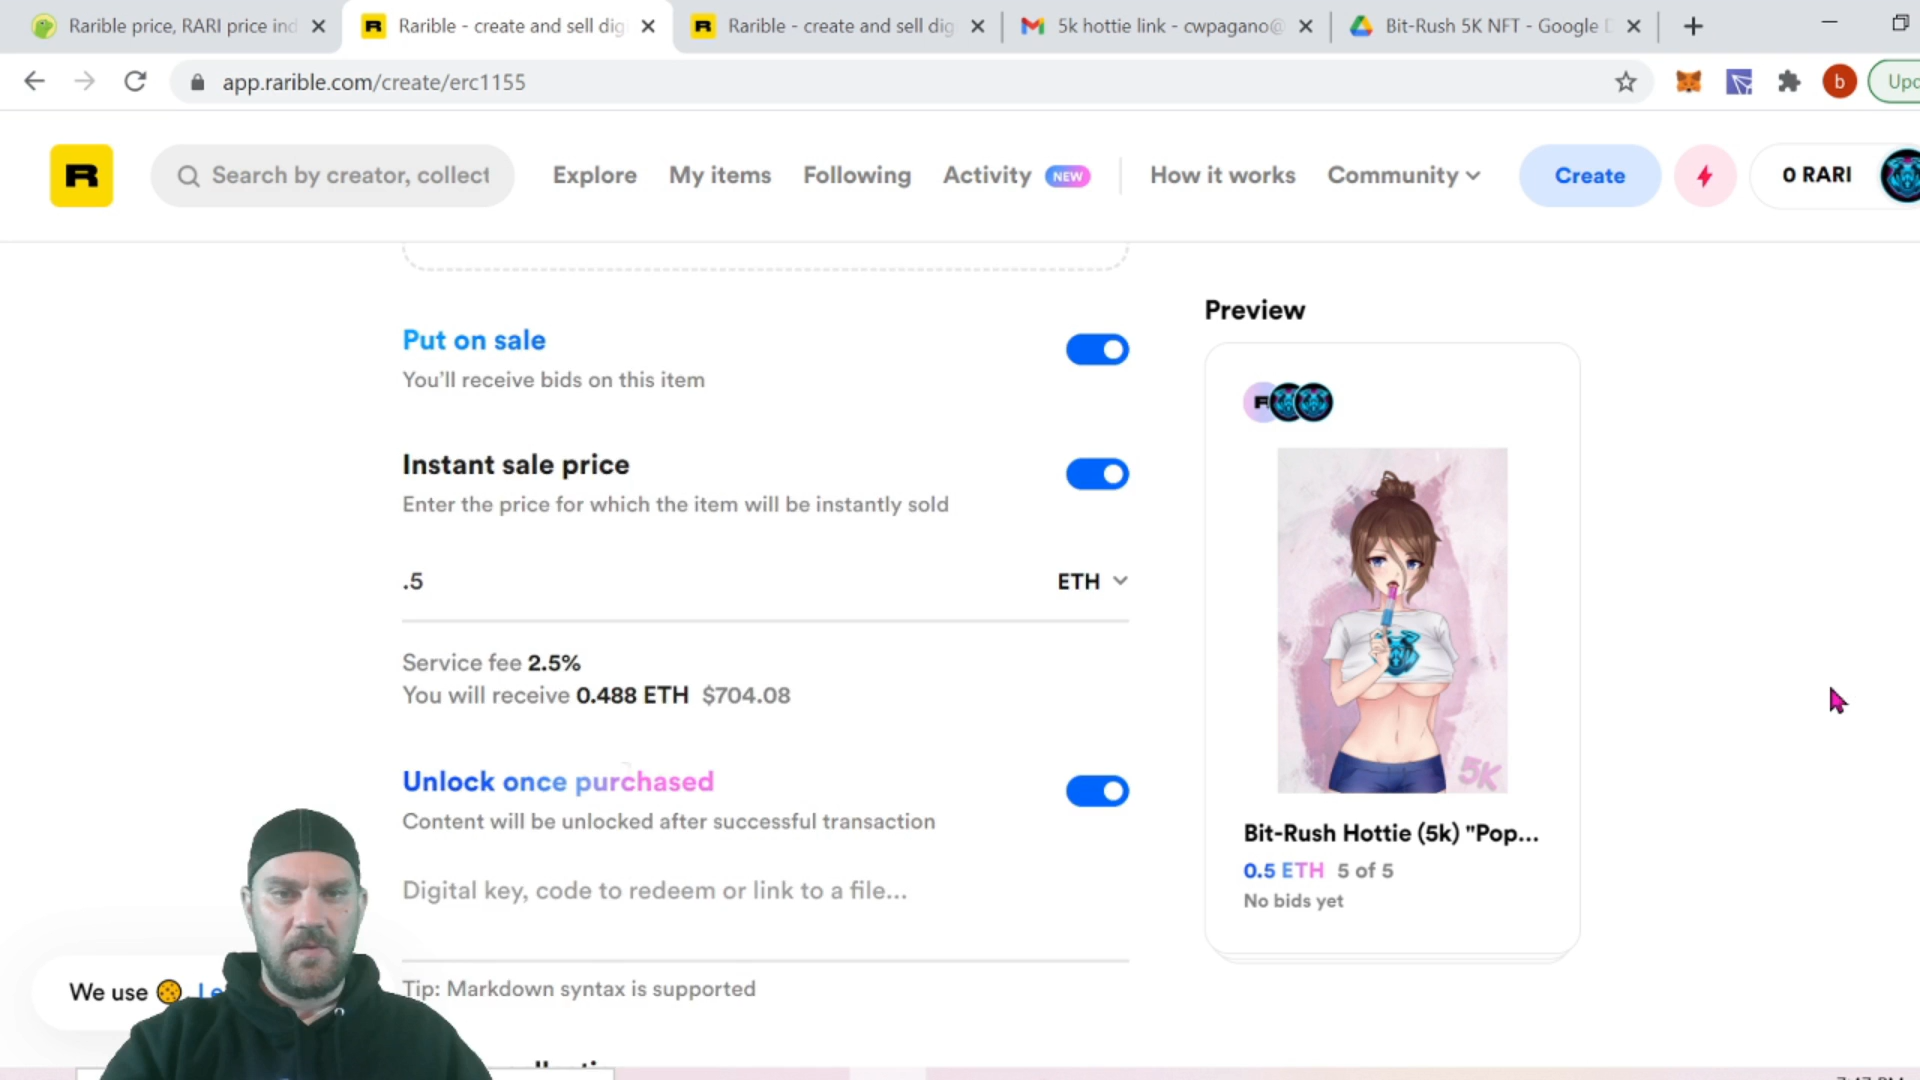 Rarible price, RARI price ind
Rarible - create and sell dig
Rarible - create and sell dig
5k hottie link - cwpagano@
Bit-Rush 5K NFT - Google D
app.rarible.com/create/erc1155
b
Upd
R
Search by creator, collect
Explore
My items
Following
Activity NEW
How it works
Community
Create
0 RARI
Put on sale
You'll receive bids on this item
Instant sale price
Enter the price for which the item will be instantly sold
.5
ETH
Service fee 2.5%
You will receive 0.488 ETH $704.08
Unlock once purchased
Content will be unlocked after successful transaction
Digital key, code to redeem or link to a file...
Tip: Markdown syntax is supported
We use
Le
Preview
5K
Bit-Rush Hottie (5k) "Pop...
0.5 ETH 5 of 5
No bids yet